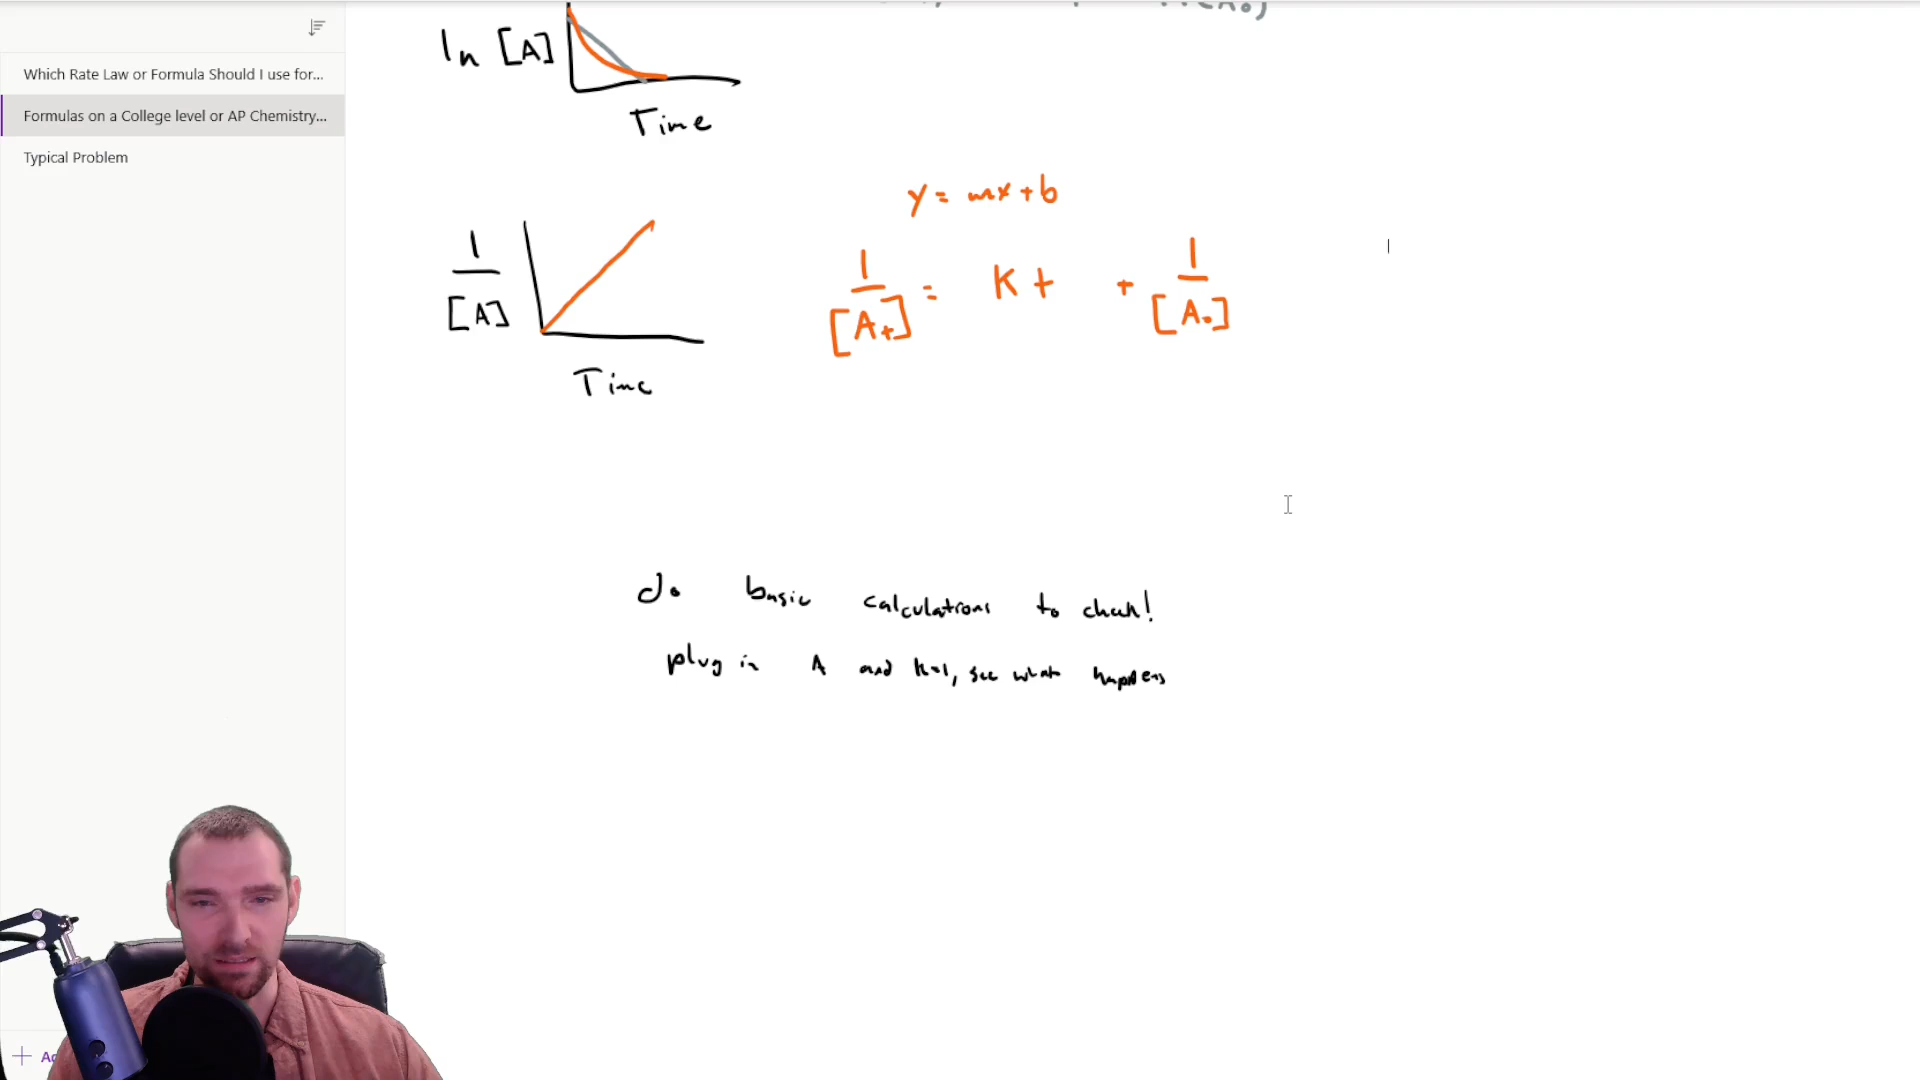 Which Rate Law or Formula Should I use for...
Formulas on a College level or AP Chemistry...
Typical Problem
ln [A]
Time
y = mx + b
1
[A]
Time
1/[At] = Kt + 1/[A0]
do basic calculations to check!
plug in A and K=1, see what happens